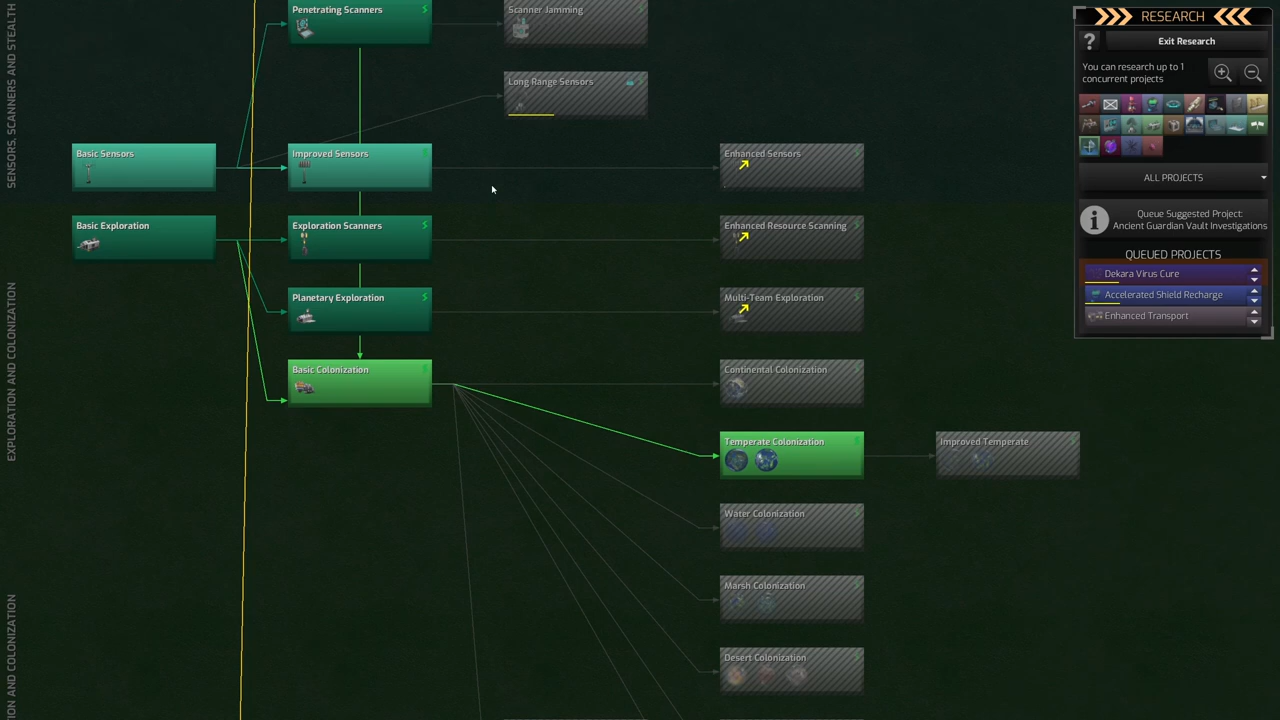 SENSORS, SCANNERS AND STEALTH
Penetrating Scanners
Scanner Jamming
Long Range Sensors
Basic Sensors
Improved Sensors
Enhanced Sensors
EXPLORATION AND COLONIZATION
Basic Exploration
Exploration Scanners
Enhanced Resource Scanning
Planetary Exploration
Multi-Team Exploration
Basic Colonization
Continental Colonization
Temperate Colonization
Improved Temperate
Water Colonization
Marsh Colonization
Desert Colonization
TION AND COLONIZATION
RESEARCH
?
Exit Research
You can research up to 1
concurrent projects
ALL PROJECTS
Queue Suggested Project:
Ancient Guardian Vault Investigations
QUEUED PROJECTS
Dekara Virus Cure
Accelerated Shield Recharge
Enhanced Transport